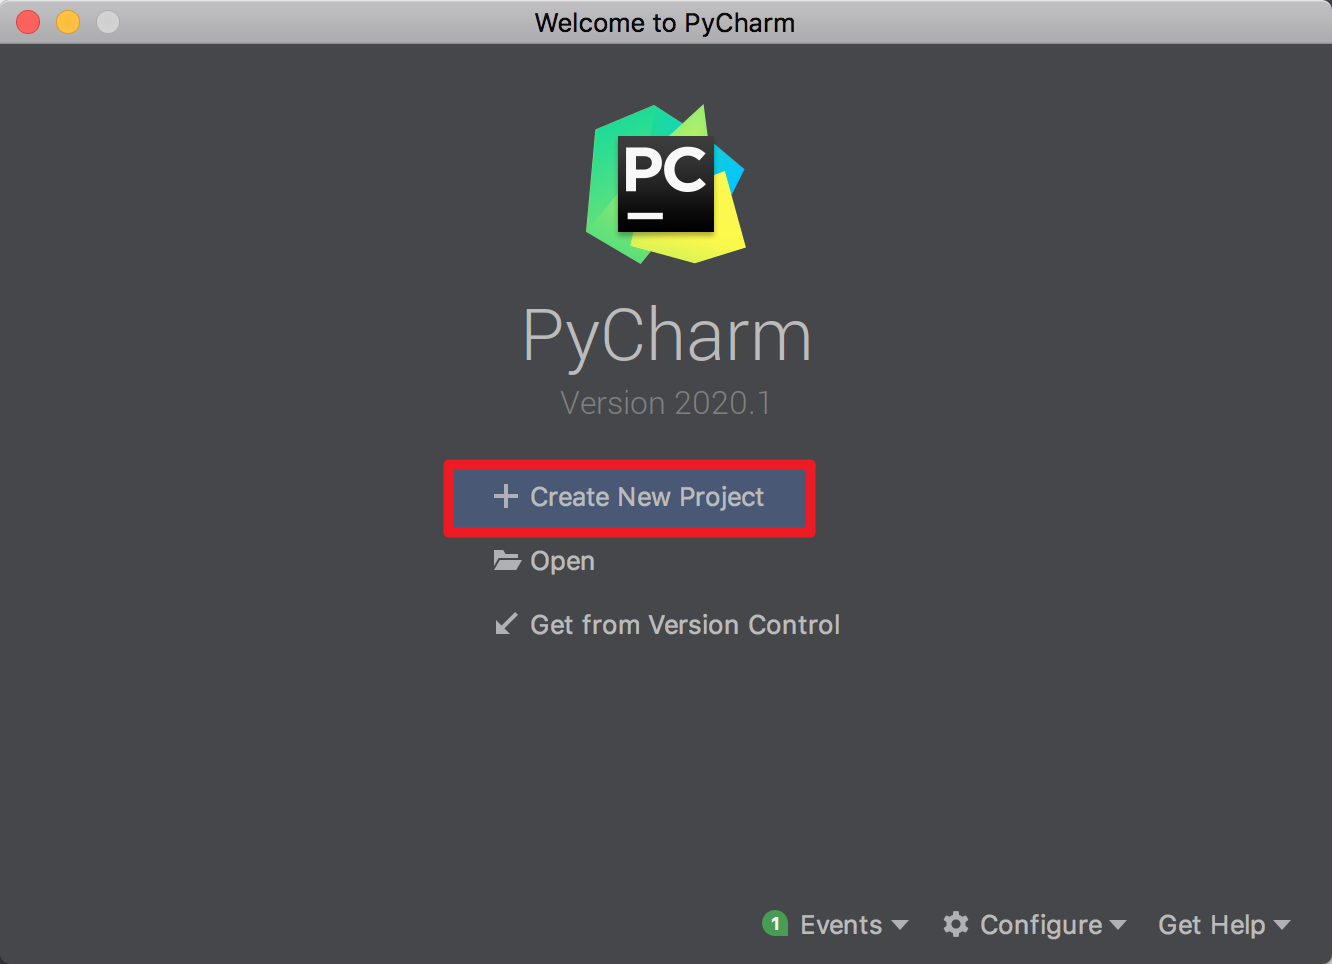 Welcome to PyCharm
PC
PyCharm
Version 2020.1
Create New Project
Open
Get from Version Control
1 Events Configure Get Help